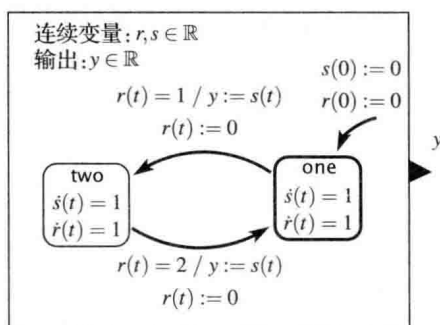 连续变量:r,s∈ℝ
输出:y∈ℝ
s(0):=0
r(t)=1 / y:=s(t)
r(0):=0
r(t):=0
y
two
one
ṡ(t)=1
ṙ(t)=1
ṡ(t)=1
ṙ(t)=1
r(t)=2 / y:=s(t)
r(t):=0